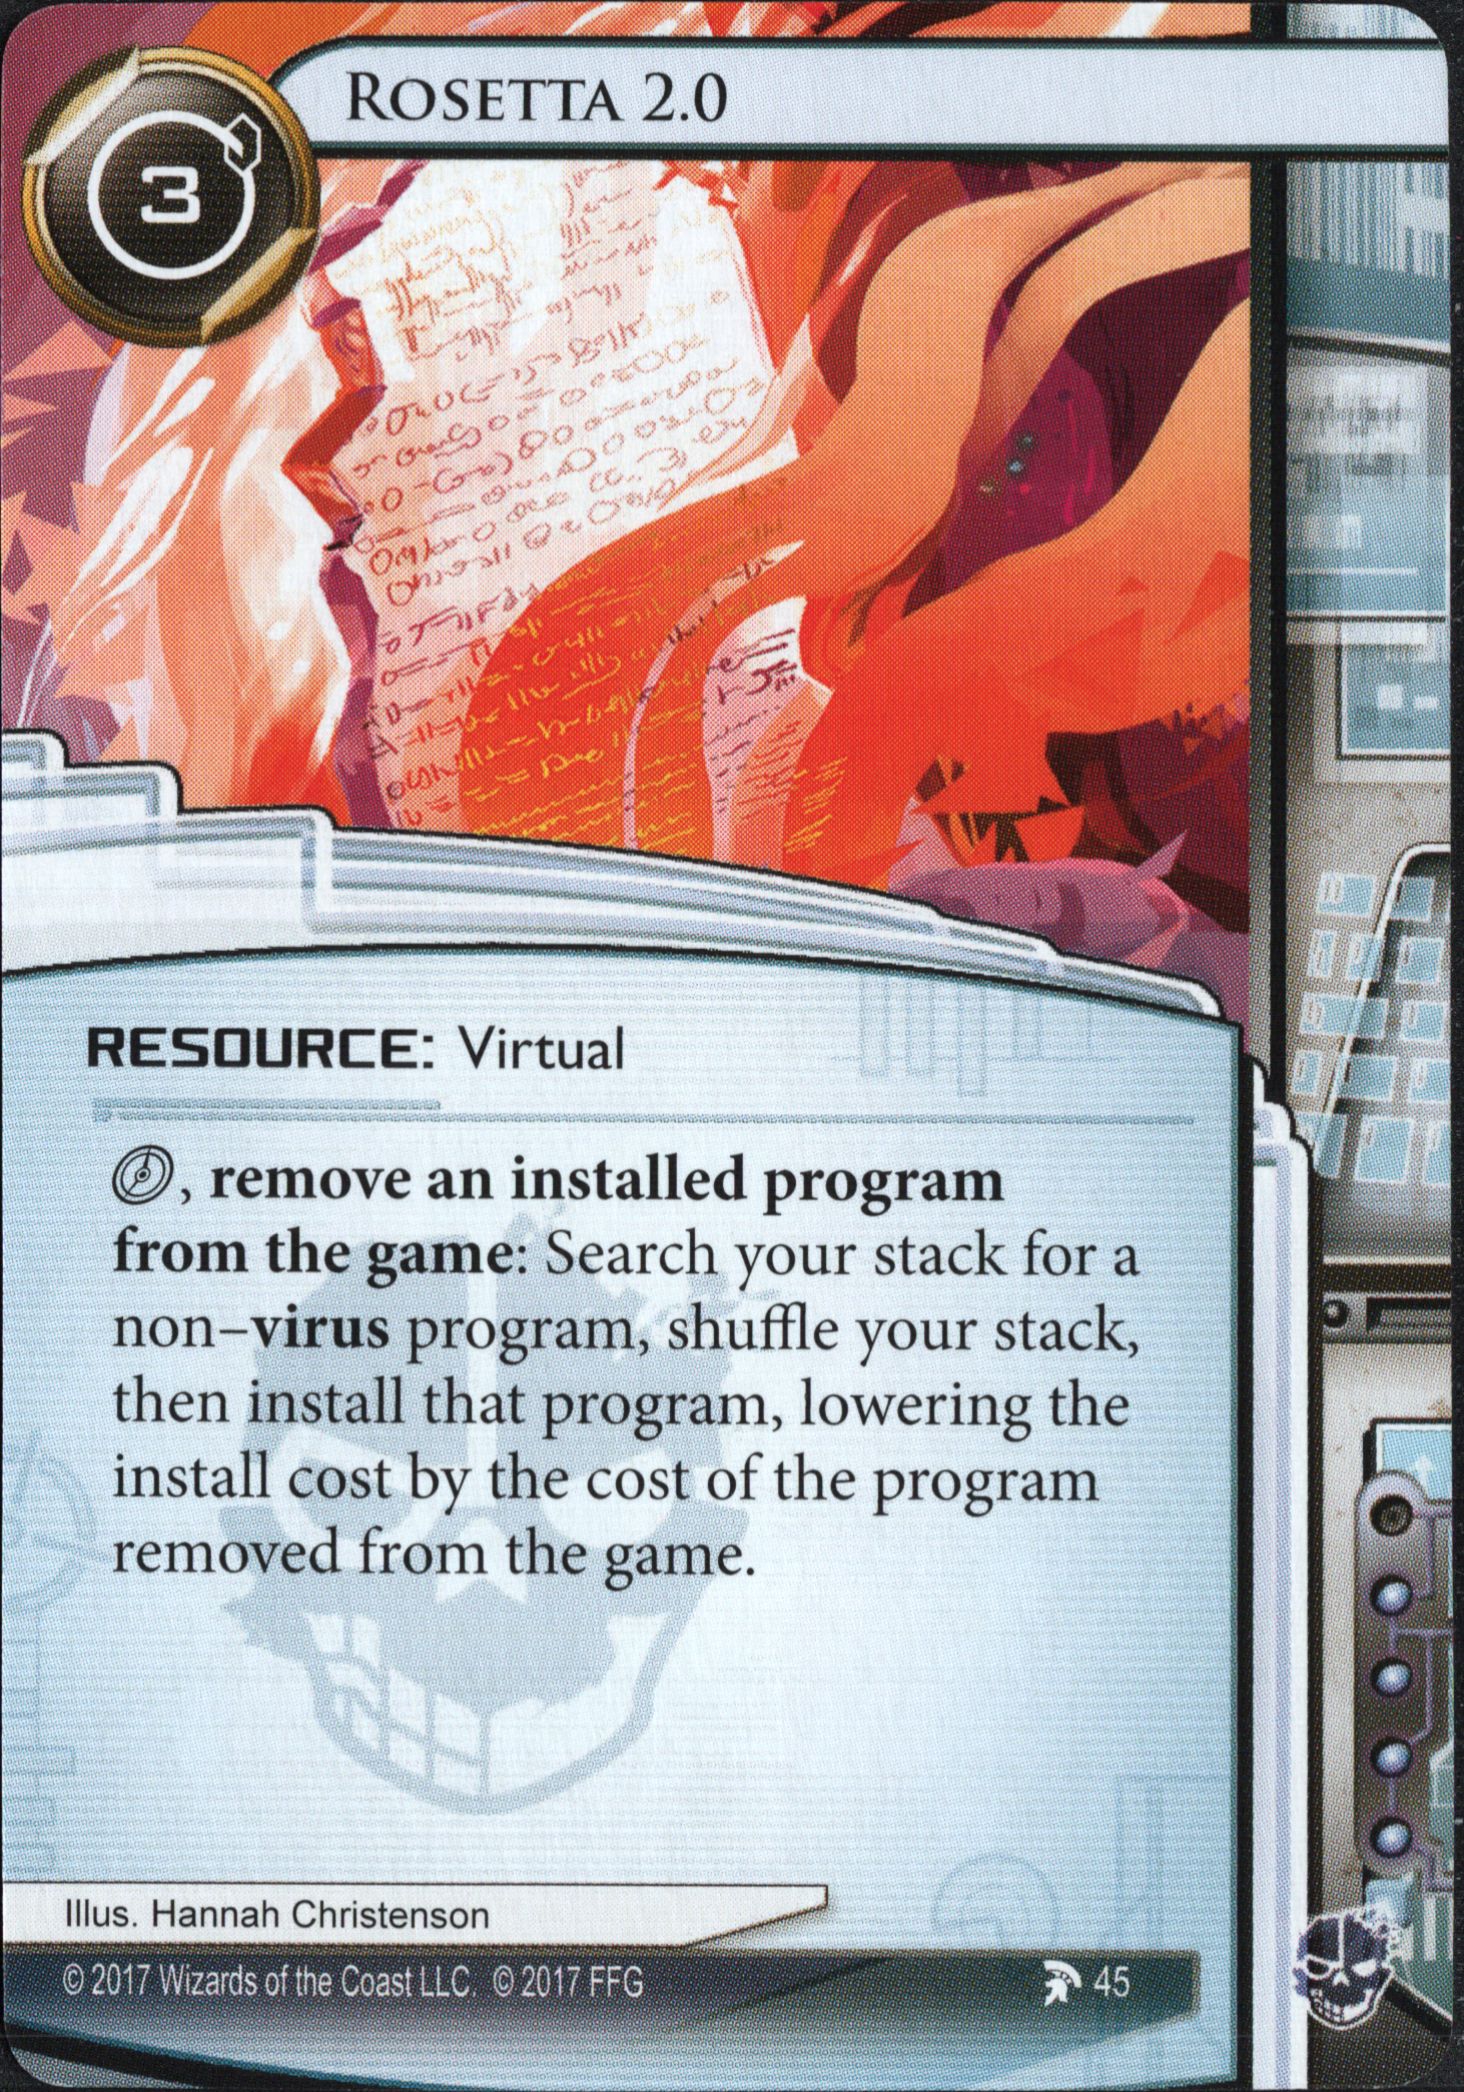 3
Rosetta 2.0
RESOURCE: Virtual
, remove an installed program
from the game: Search your stack for a
non–virus program, shuffle your stack,
then install that program, lowering the
install cost by the cost of the program
removed from the game.
Illus. Hannah Christenson
© 2017 Wizards of the Coast LLC. © 2017 FFG
45